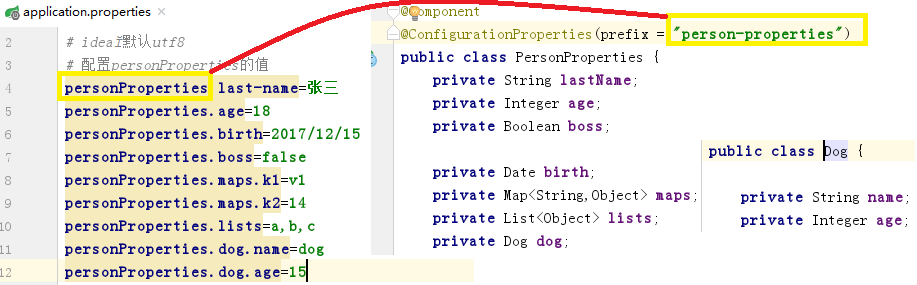 application.properties
2
# idea默认utf8
3
# 配置personProperties的值
4
personProperties.last-name=张三
5
personProperties.age=18
6
personProperties.birth=2017/12/15
7
personProperties.boss=false
8
personProperties.maps.k1=v1
9
personProperties.maps.k2=14
10
personProperties.lists=a,b,c
11
personProperties.dog.name=dog
12
personProperties.dog.age=15
@Component
@ConfigurationProperties(prefix = "person-properties")
public class PersonProperties {
private String lastName;
private Integer age;
private Boolean boss;
private Date birth;
private Map<String,Object> maps;
private List<Object> lists;
private Dog dog;
public class Dog {
private String name;
private Integer age;